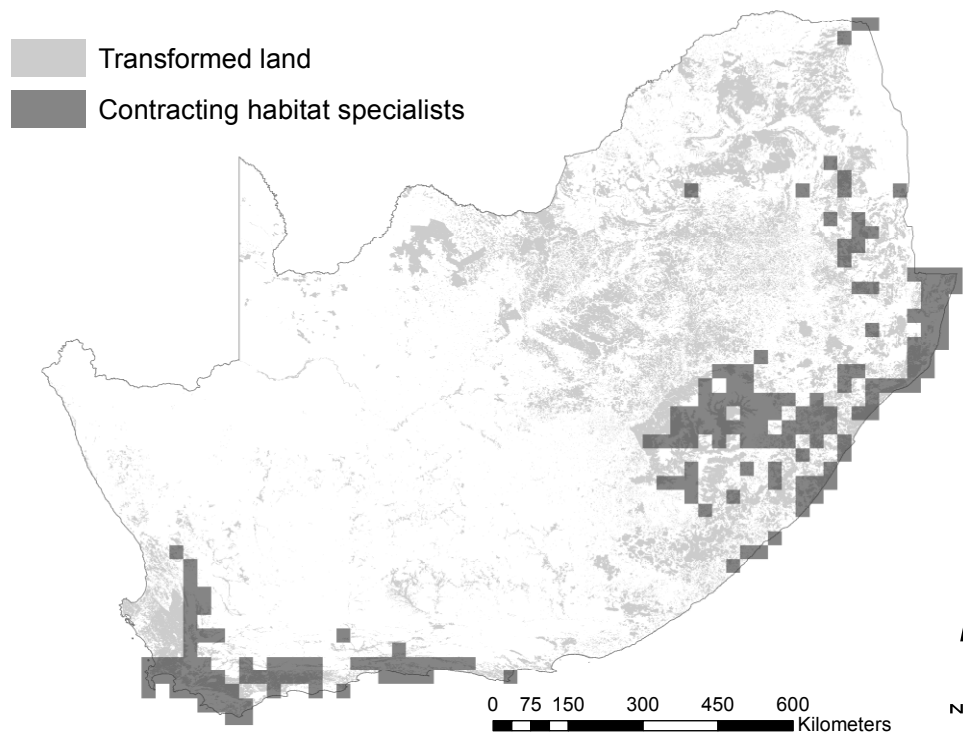 Transformed land
Contracting habitat specialists
0 75 150 300 450 600
Kilometers
z